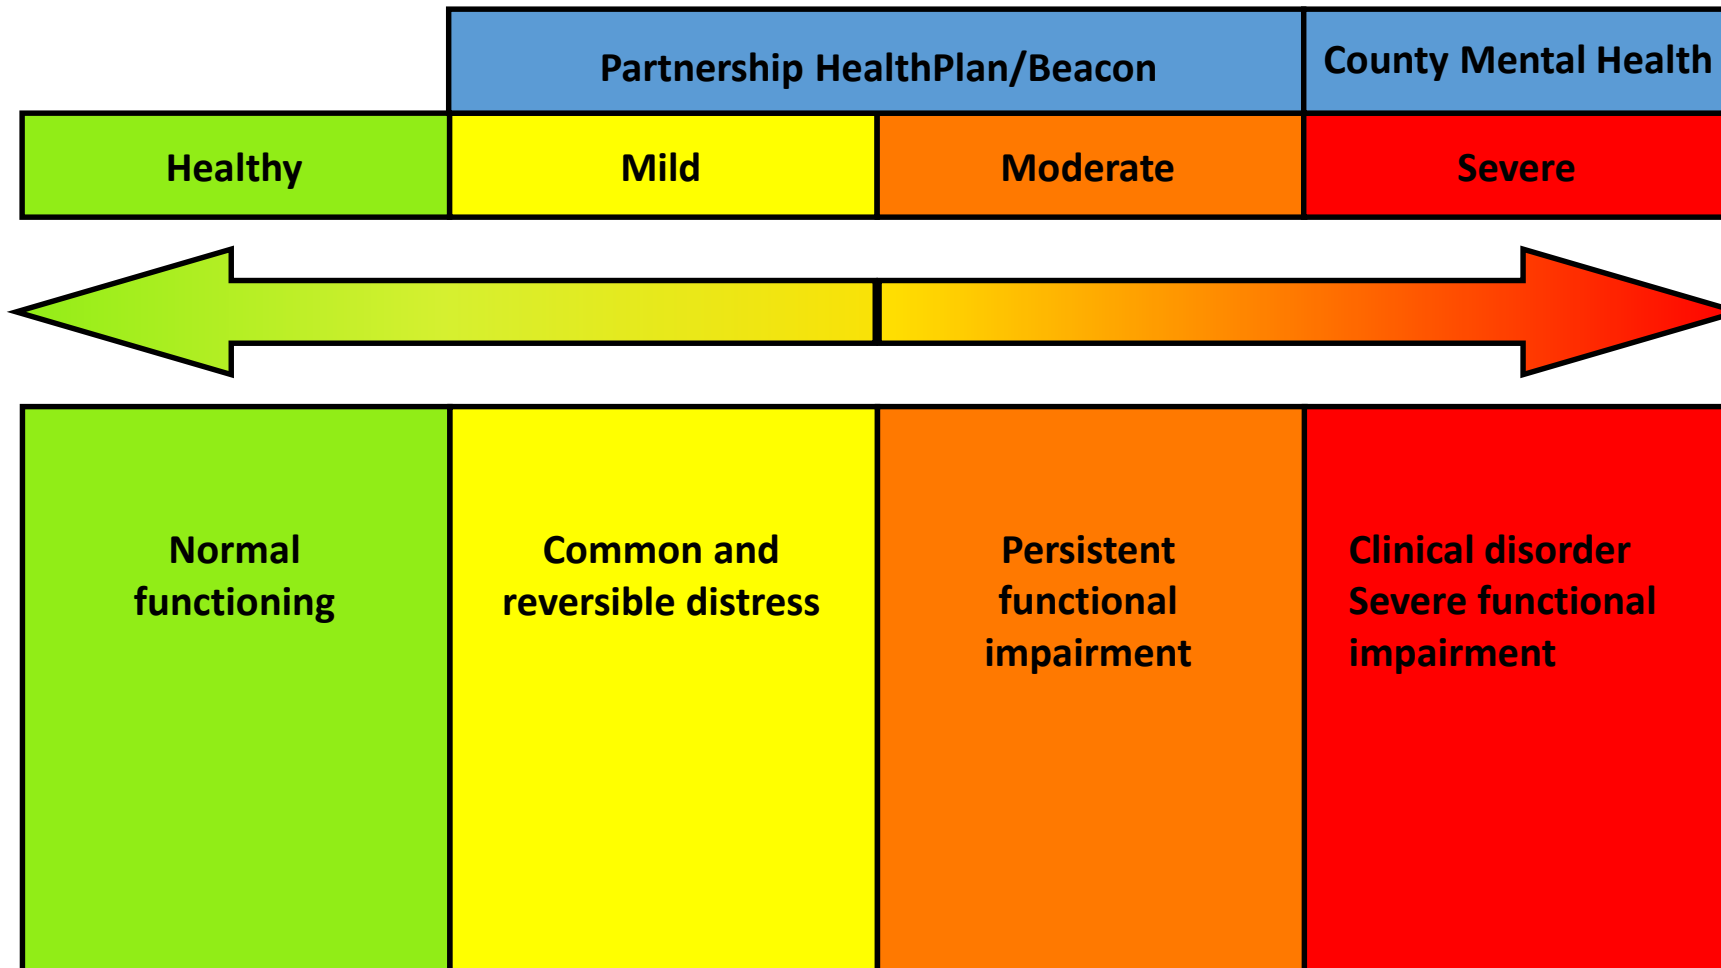 Partnership HealthPlan/Beacon
County Mental Health
Healthy
Mild
Moderate
Severe
Normal
functioning
Common and
reversible distress
Persistent
functional
impairment
Clinical disorder
Severe functional
impairment